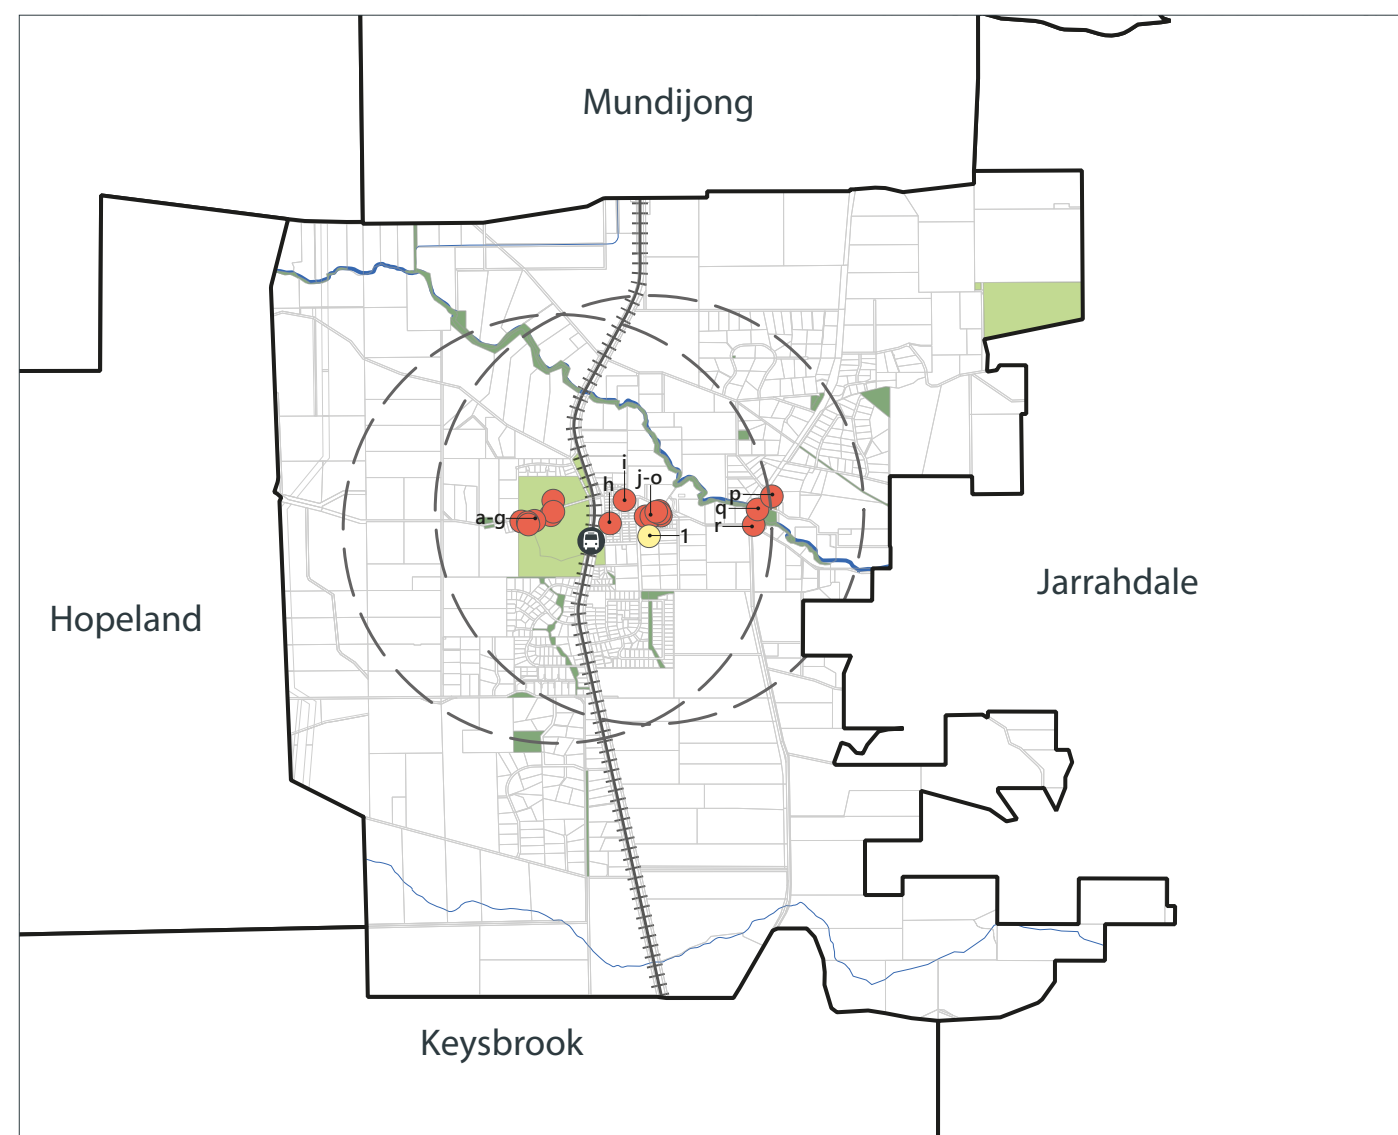 Mundijong
i
j-o
h
p
a-g
q
r
1
Jarrahdale
Hopeland
Keysbrook